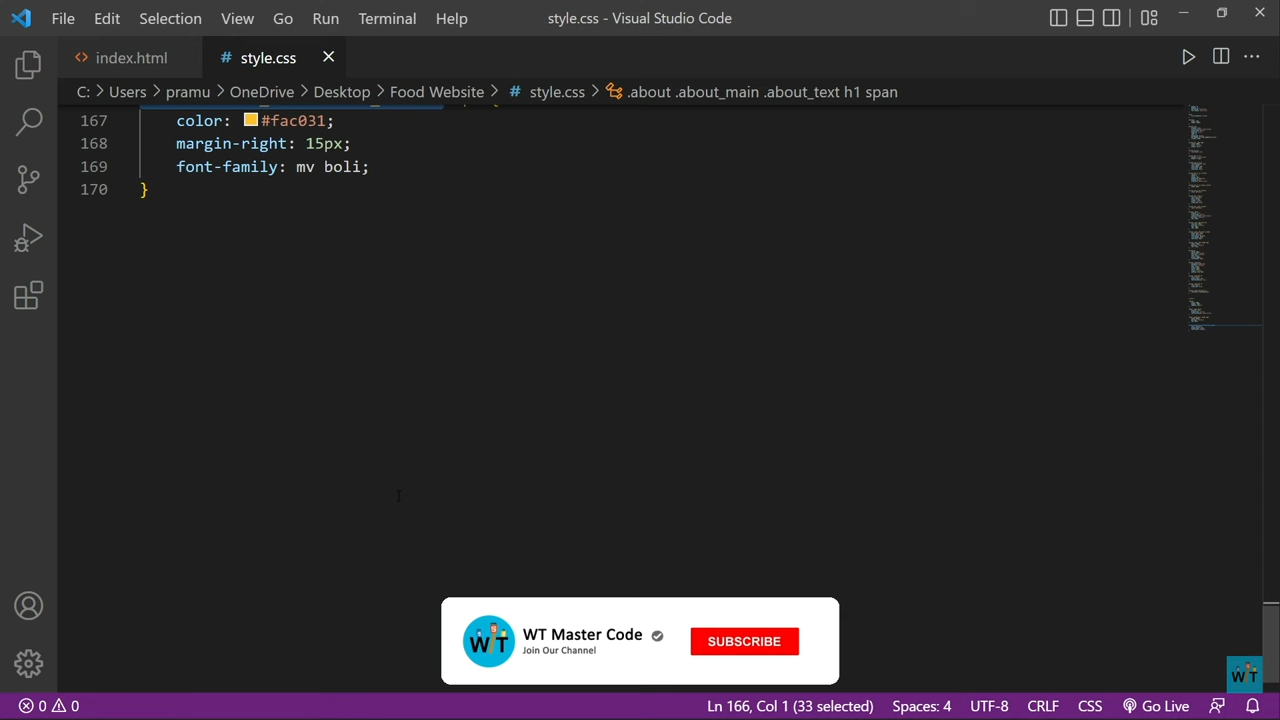 File Edit Selection View Go Run Terminal Help style.css - Visual Studio Code
index.html # style.css
C: > Users > pramu > OneDrive > Desktop > Food Website > # style.css > .about .about_main .about_text h1 span
167 color: #fac031;
168 margin-right: 15px;
169 font-family: mv boli;
170 }
WT
WT Master Code
Join Our Channel
SUBSCRIBE
WT
0 0 Ln 166, Col 1 (33 selected) Spaces: 4 UTF-8 CRLF CSS Go Live